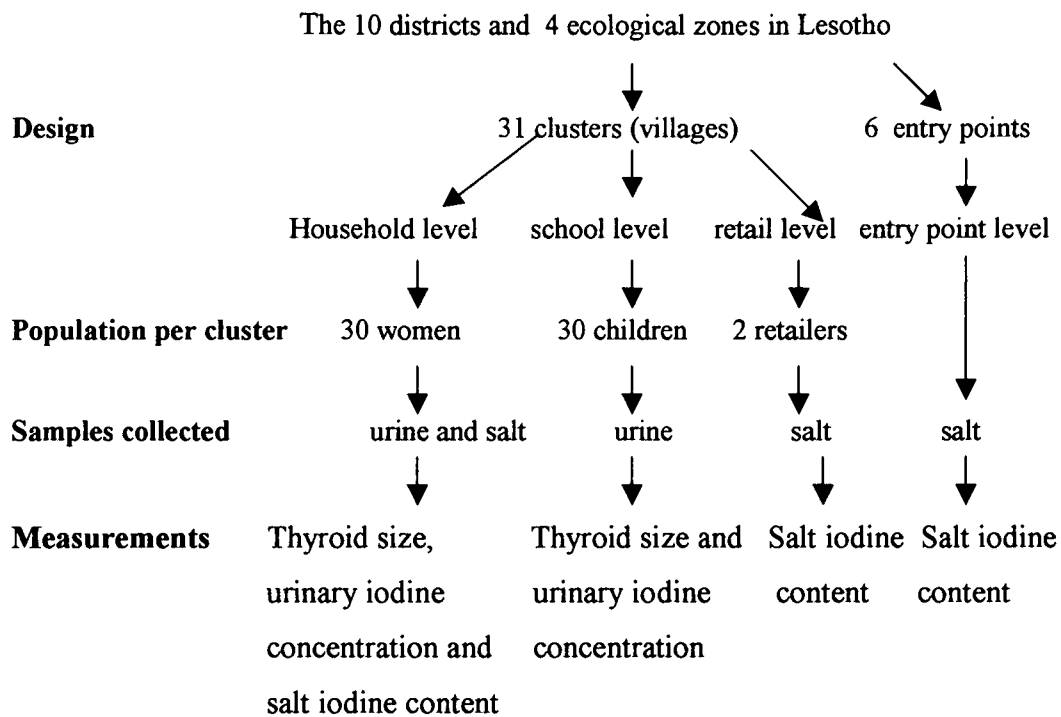 The 10 districts and 4 ecological zones in Lesotho
Design 31 clusters (villages) 6 entry points
Household level school level retail level entry point level
Population per cluster 30 women 30 children 2 retailers
Samples collected urine and salt urine salt salt
Measurements Thyroid size, Thyroid size and Salt iodine Salt iodine
urinary iodine urinary iodine content content
concentration and concentration
salt iodine content